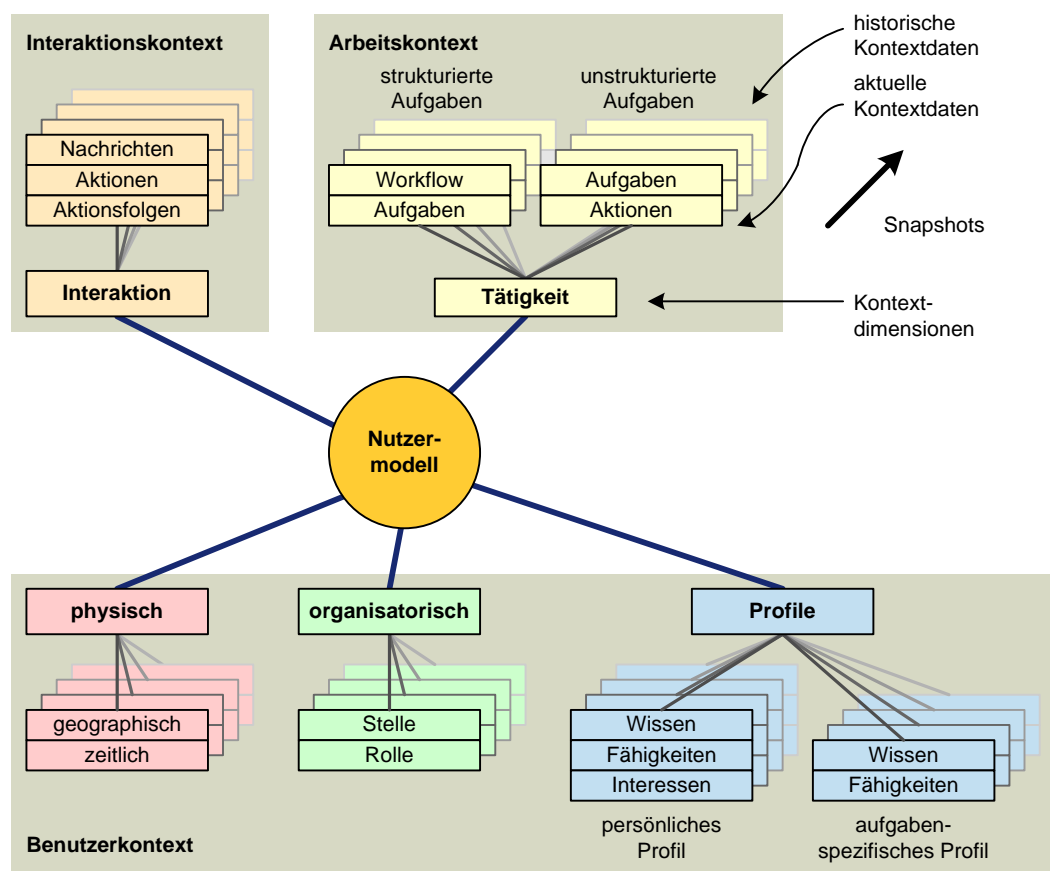 Interaktionskontext
Nachrichten
Aktionen
Aktionsfolgen
Interaktion
Arbeitskontext
strukturierte
Aufgaben
unstrukturierte
Aufgaben
Workflow
Aufgaben
Aufgaben
Aktionen
Tätigkeit
historische
Kontextdaten
aktuelle
Kontextdaten
Snapshots
Kontext-
dimensionen
Nutzer-
modell
physisch
geographisch
zeitlich
organisatorisch
Stelle
Rolle
Profile
Wissen
Fähigkeiten
Interessen
persönliches
Profil
Wissen
Fähigkeiten
aufgaben-
spezifisches Profil
Benutzerkontext